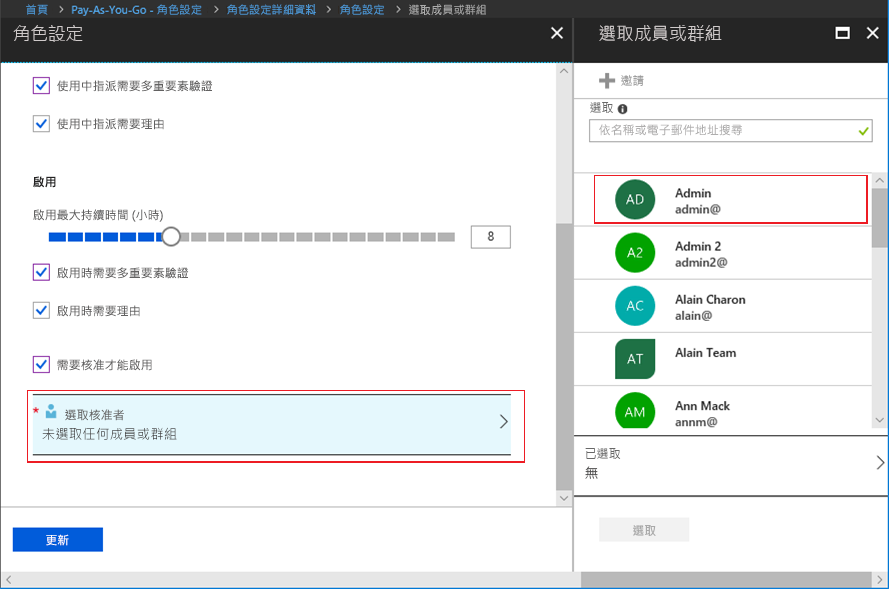 首頁 > Pay-As-You-Go - 角色設定 > 角色設定詳細資料 > 角色設定 > 選取成員或群組
角色設定
使用中指派需要多重要素驗證
使用中指派需要理由
啟用
啟用最大持續時間 (小時)
8
啟用時需要多重要素驗證
啟用時需要理由
需要核准才能啟用
* 選取核准者
未選取任何成員或群組
更新
選取成員或群組
邀請
選取
依名稱或電子郵件地址搜尋
AD
Admin
admin@
A2
Admin 2
admin2@
AC
Alain Charon
alain@
AT
Alain Team
AM
Ann Mack
annm@
已選取
無
選取